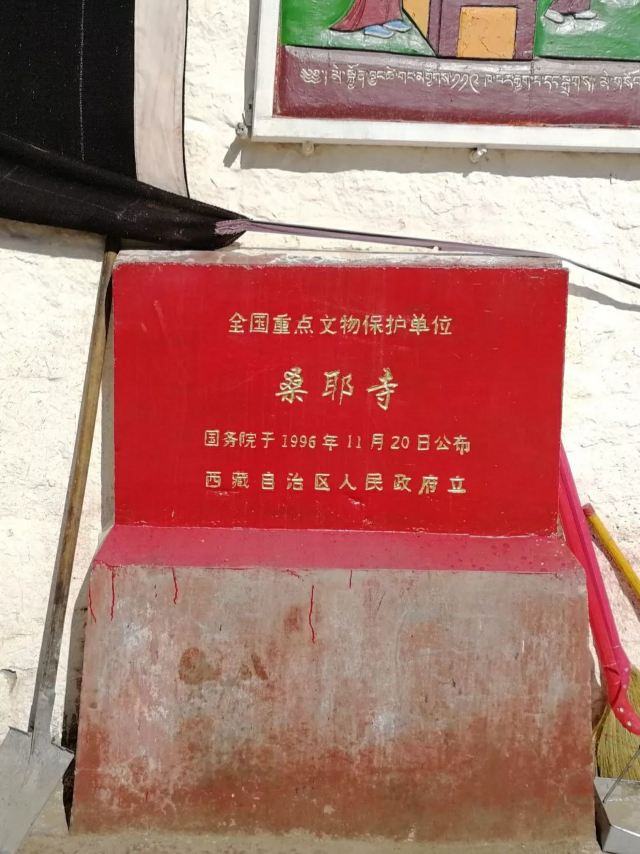 全国重点文物保护单位
桑耶寺
国务院于1996年11月20日公布
西藏自治区人民政府立